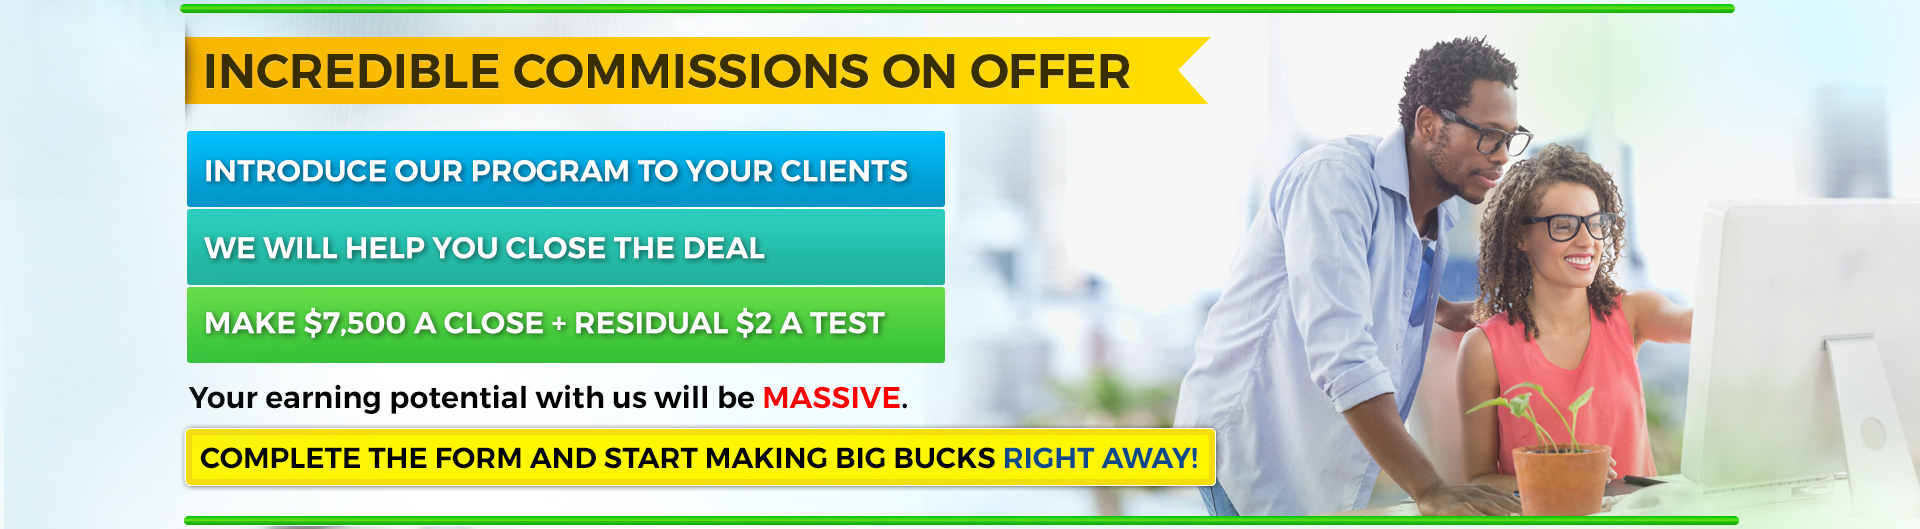 INCREDIBLE COMMISSIONS ON OFFER
INTRODUCE OUR PROGRAM TO YOUR CLIENTS
WE WILL HELP YOU CLOSE THE DEAL
MAKE $7,500 A CLOSE + RESIDUAL $2 A TEST
Your earning potential with us will be MASSIVE.
COMPLETE THE FORM AND START MAKING BIG BUCKS RIGHT AWAY!